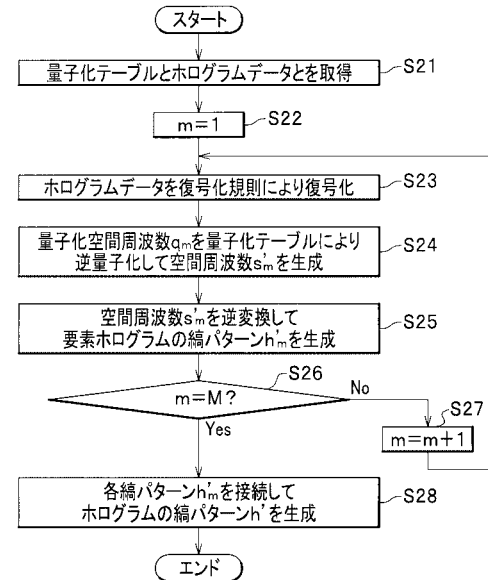 スタート
量子化テーブルとホログラムデータとを取得
S21
m=1
S22
ホログラムデータを復号化規則により復号化
S23
量子化空間周波数qmを量子化テーブルにより
逆量子化して空間周波数s'mを生成
S24
空間周波数s'mを逆変換して
要素ホログラムの縞パターンh'mを生成
S25
m=M?
S26
No
Yes
S27
m=m+1
各縞パターンh'mを接続して
ホログラムの縞パターンh'を生成
S28
エンド